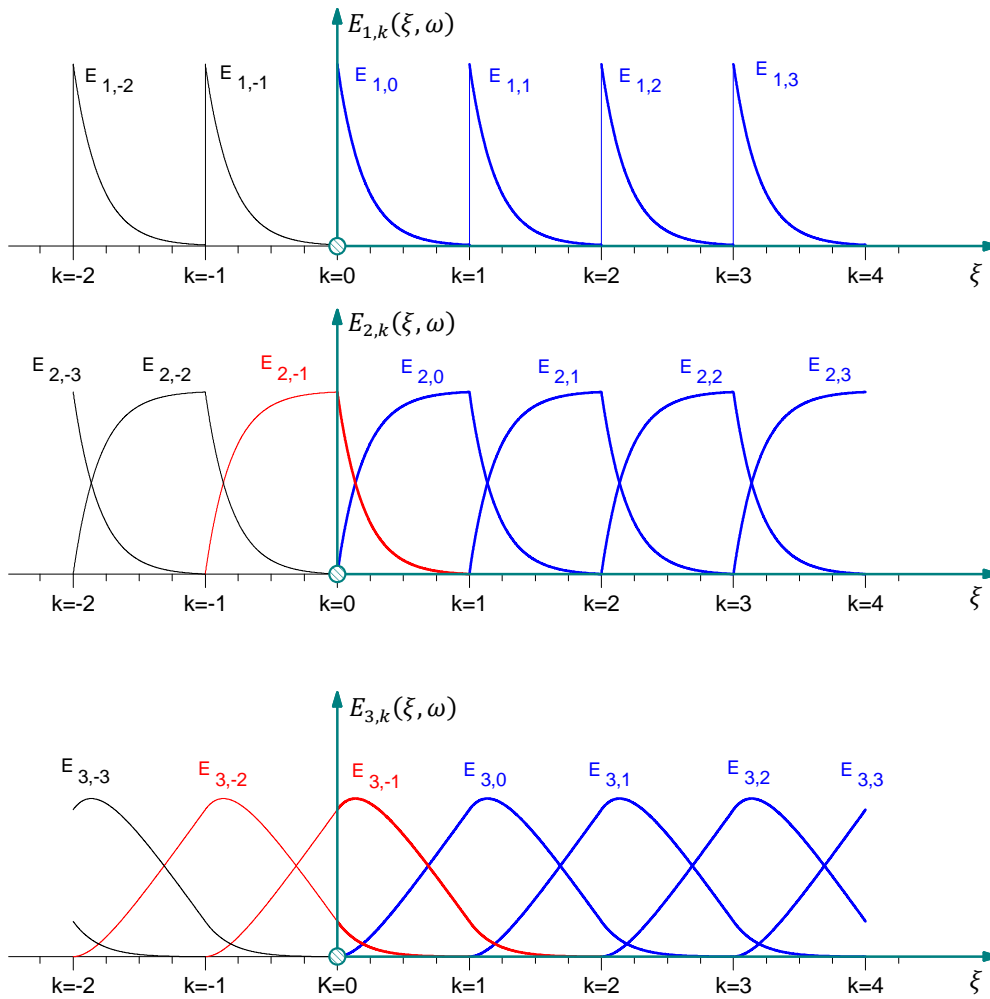 E₁,ₖ(ξ, ω)
E 1,-2 E 1,-1 E 1,0 E 1,1 E 1,2 E 1,3
k=-2 k=-1 k=0 k=1 k=2 k=3 k=4 ξ
E₂,ₖ(ξ, ω)
E 2,-3 E 2,-2 E 2,-1 E 2,0 E 2,1 E 2,2 E 2,3
k=-2 k=-1 k=0 k=1 k=2 k=3 k=4 ξ
E₃,ₖ(ξ, ω)
E 3,-3 E 3,-2 E 3,-1 E 3,0 E 3,1 E 3,2 E 3,3
k=-2 k=-1 K=0 k=1 k=2 k=3 k=4 ξ